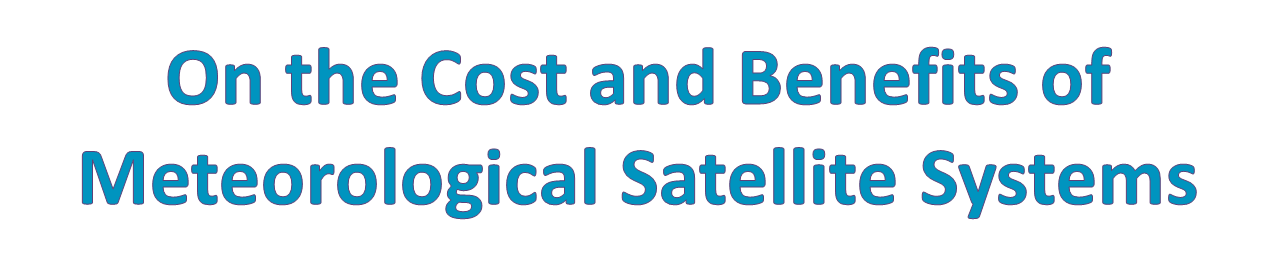 On the Cost and Benefits of
Meteorological Satellite Systems